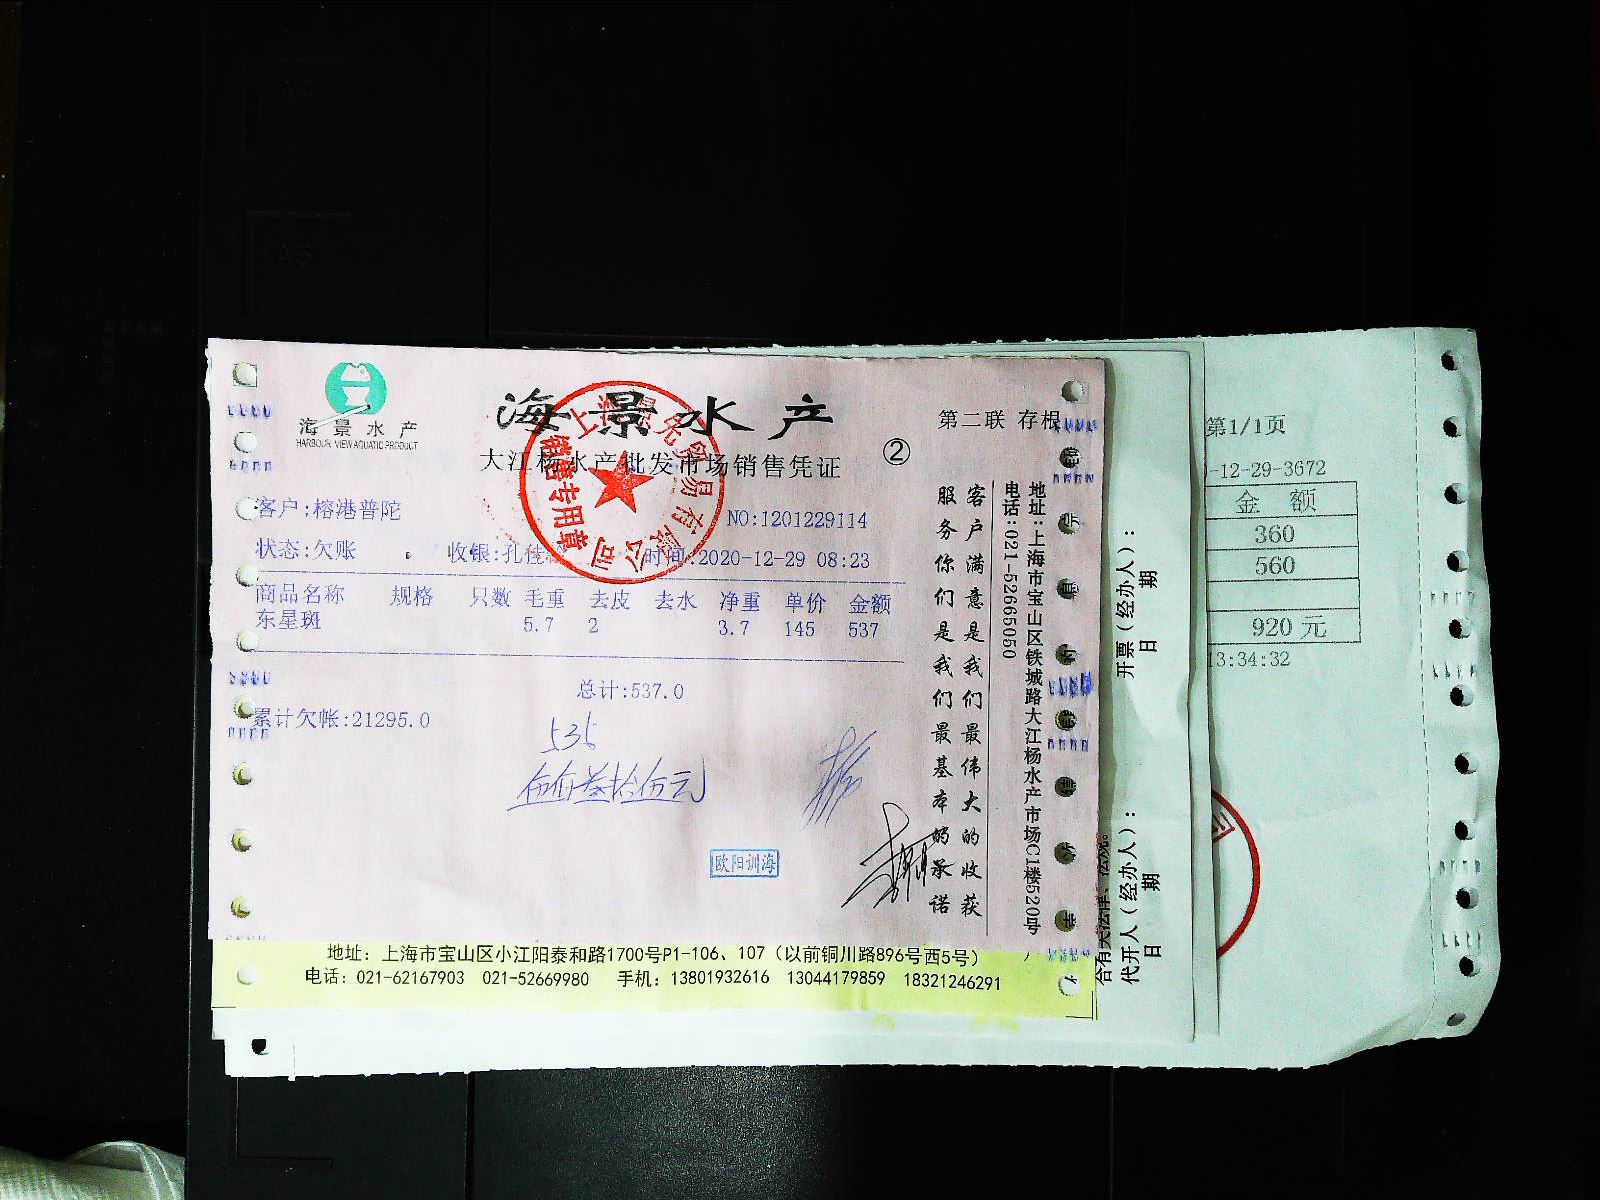 海景水产
HARBOUR VIEW AQUATIC PRODUCT
海景水产
大江杨水产批发市场销售凭证
②
第二联 存根
客户:榕港普陀
NO:1201229114
状态:欠账
收银:孔佳
时间:2020-12-29 08:23
商品名称 规格 只数 毛重 去皮 去水 净重 单价 金额
东星斑 5.7 2 3.7 145 537
总计:537.0
累计欠帐:21295.0
535
销售专用章
欧阳训海
客户满意是我们最伟大的收获
服务你们是我们最基本的承诺
地址:上海市宝山区铁城路大江杨水产市场C1楼520号
电话:021-52665050
地址: 上海市宝山区小江阳泰和路1700号P1-106、107 (以前铜川路896号西5号)
电话: 021-62167903 021-52669980 手机: 13801932616 13044179859 18321246291
开票(经办人):
日 期
代开人(经办人):
日 期
第1/1页
-12-29-3672
金 额
360
560
920 元
13:34:32